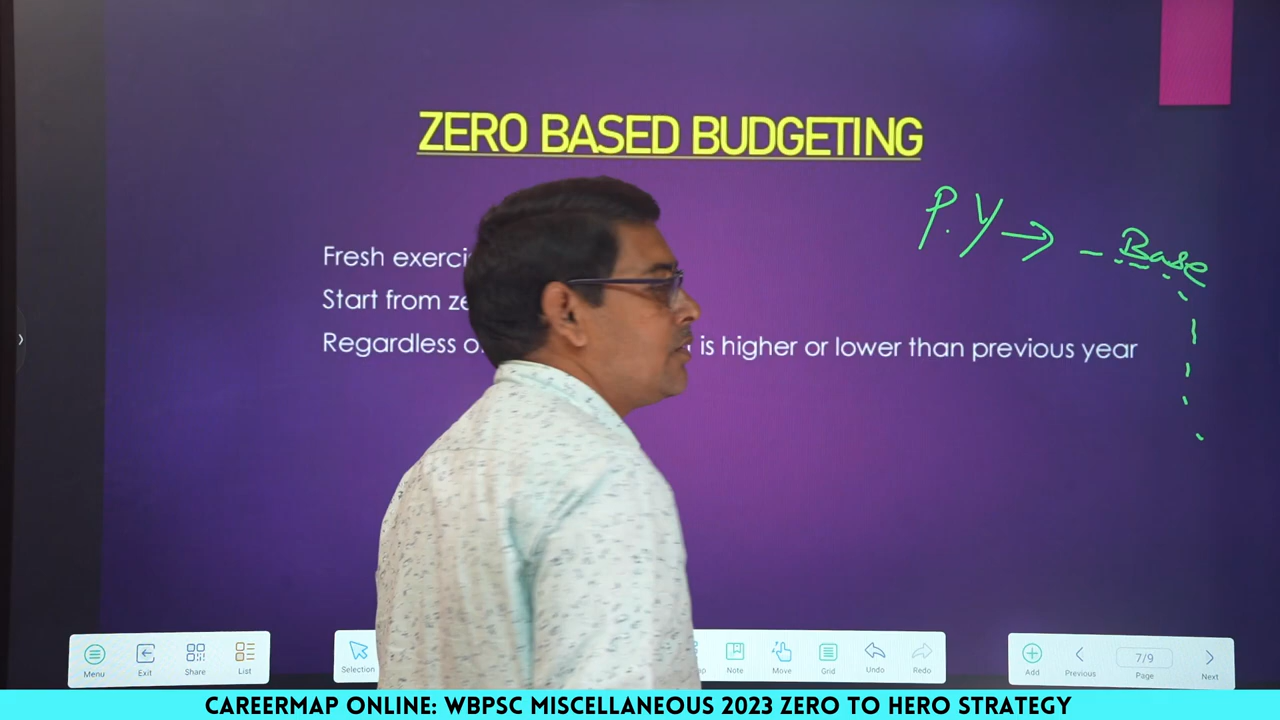 ZERO BASED BUDGETING
P.Y → - Base
Fresh
Start from
Regardless is higher or lower than previous year
Menu Exit Share List Selection Note Move Grid Undo Redo Add Previous 7/9 Page Next
CAREERMAP ONLINE: WBPSC MISCELLANEOUS 2023 ZERO TO HERO STRATEGY